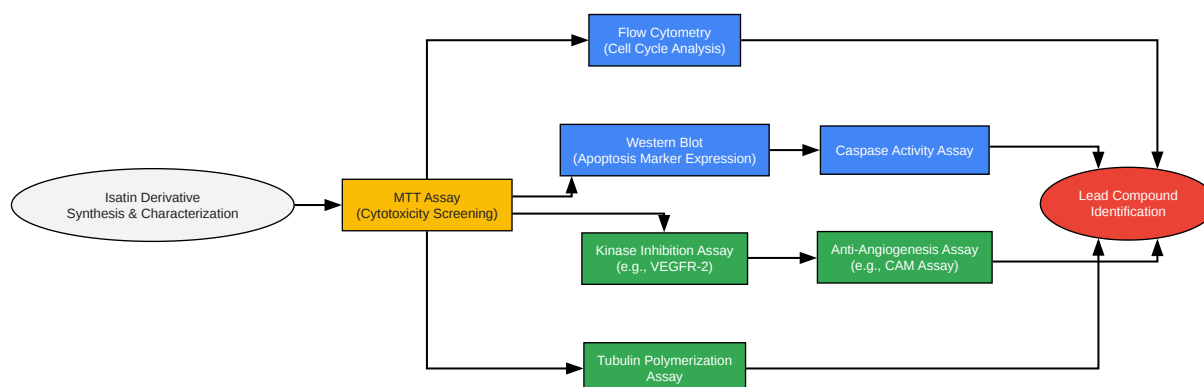 Flow Cytometry
(Cell Cycle Analysis)
Western Blot
(Apoptosis Marker Expression)
Caspase Activity Assay
Isatin Derivative
Synthesis & Characterization
MTT Assay
(Cytotoxicity Screening)
Lead Compound
Identification
Kinase Inhibition Assay
(e.g., VEGFR-2)
Anti-Angiogenesis Assay
(e.g., CAM Assay)
Tubulin Polymerization
Assay